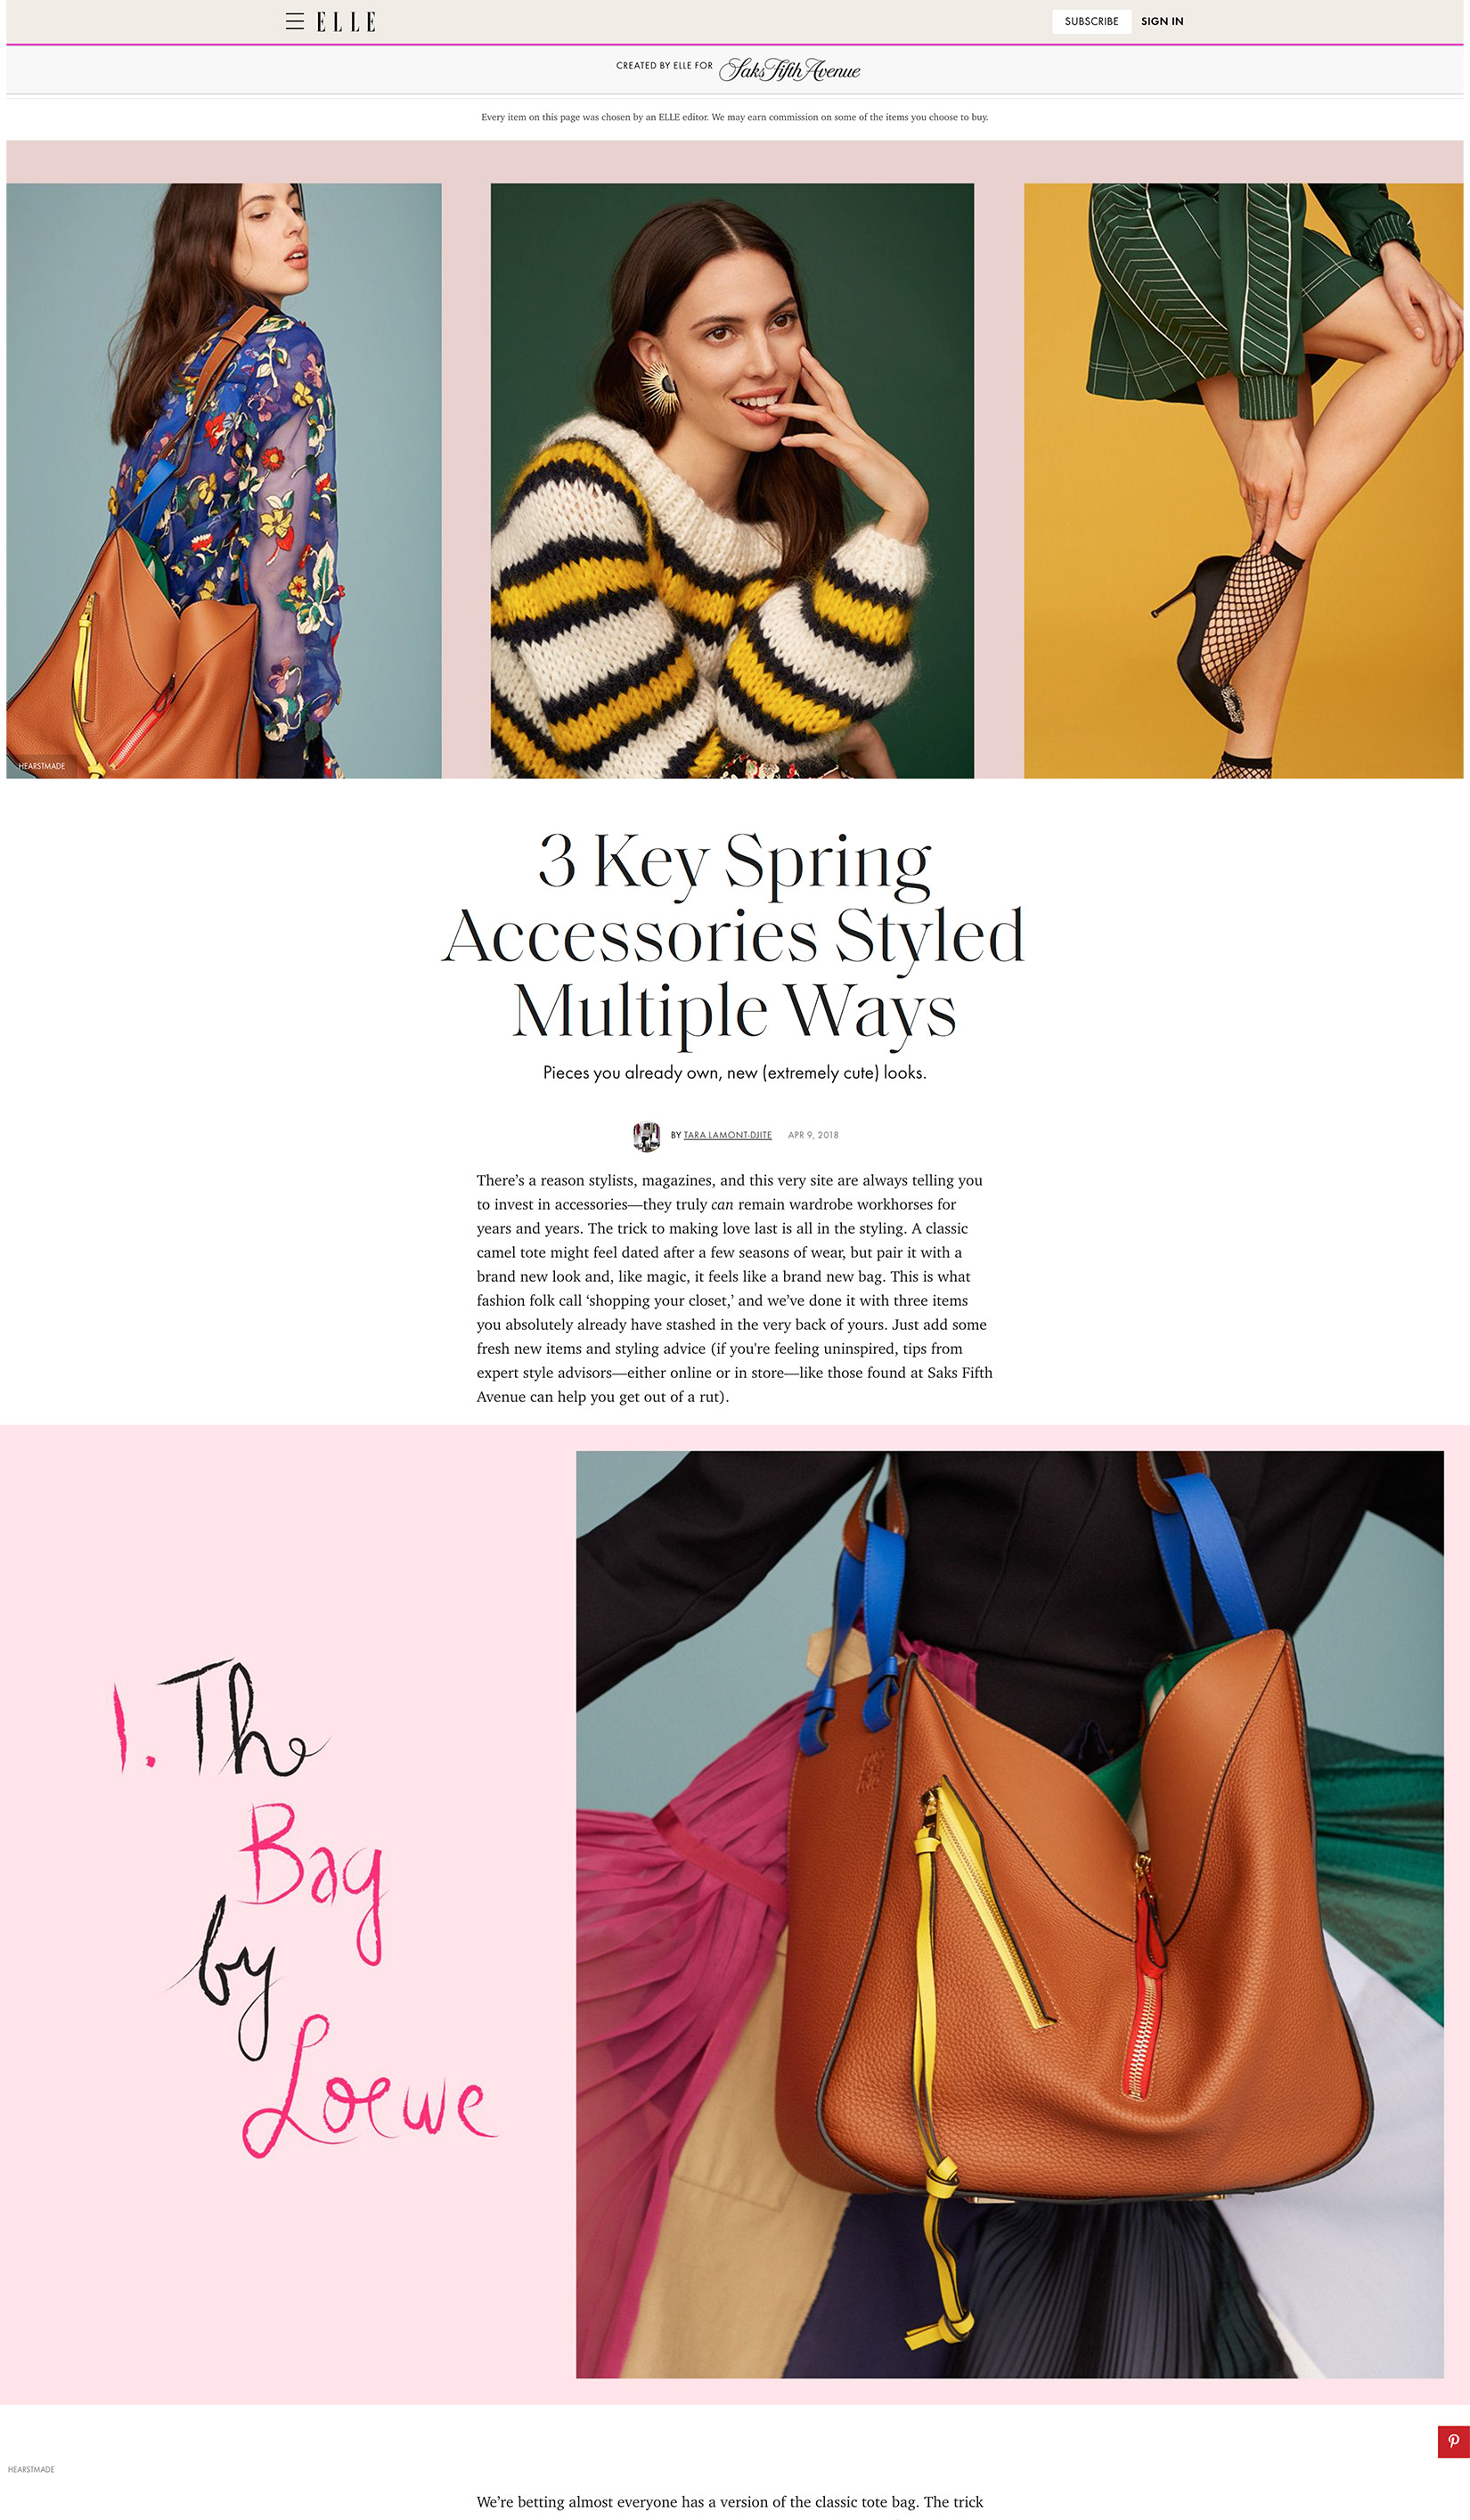 ELLE
SUBSCRIBE SIGN IN
CREATED BY ELLE FOR Saks Fifth Avenue
Every item on this page was chosen by an ELLE editor. We may earn commission on some of the items you choose to buy.
HEARSTMADE
3 Key Spring
Accessories Styled
Multiple Ways
Pieces you already own, new (extremely cute) looks.
BY TARA LAMONT-DJITE APR 9, 2018
There’s a reason stylists, magazines, and this very site are always telling you
to invest in accessories—they truly can remain wardrobe workhorses for
years and years. The trick to making love last is all in the styling. A classic
camel tote might feel dated after a few seasons of wear, but pair it with a
brand new look and, like magic, it feels like a brand new bag. This is what
fashion folk call ‘shopping your closet,’ and we’ve done it with three items
you absolutely already have stashed in the very back of yours. Just add some
fresh new items and styling advice (if you're feeling uninspired, tips from
expert style advisors—either online or in store—like those found at Saks Fifth
Avenue can help you get out of a rut).
1. The
Bag
by
Loewe
HEARSTMADE
We’re betting almost everyone has a version of the classic tote bag. The trick